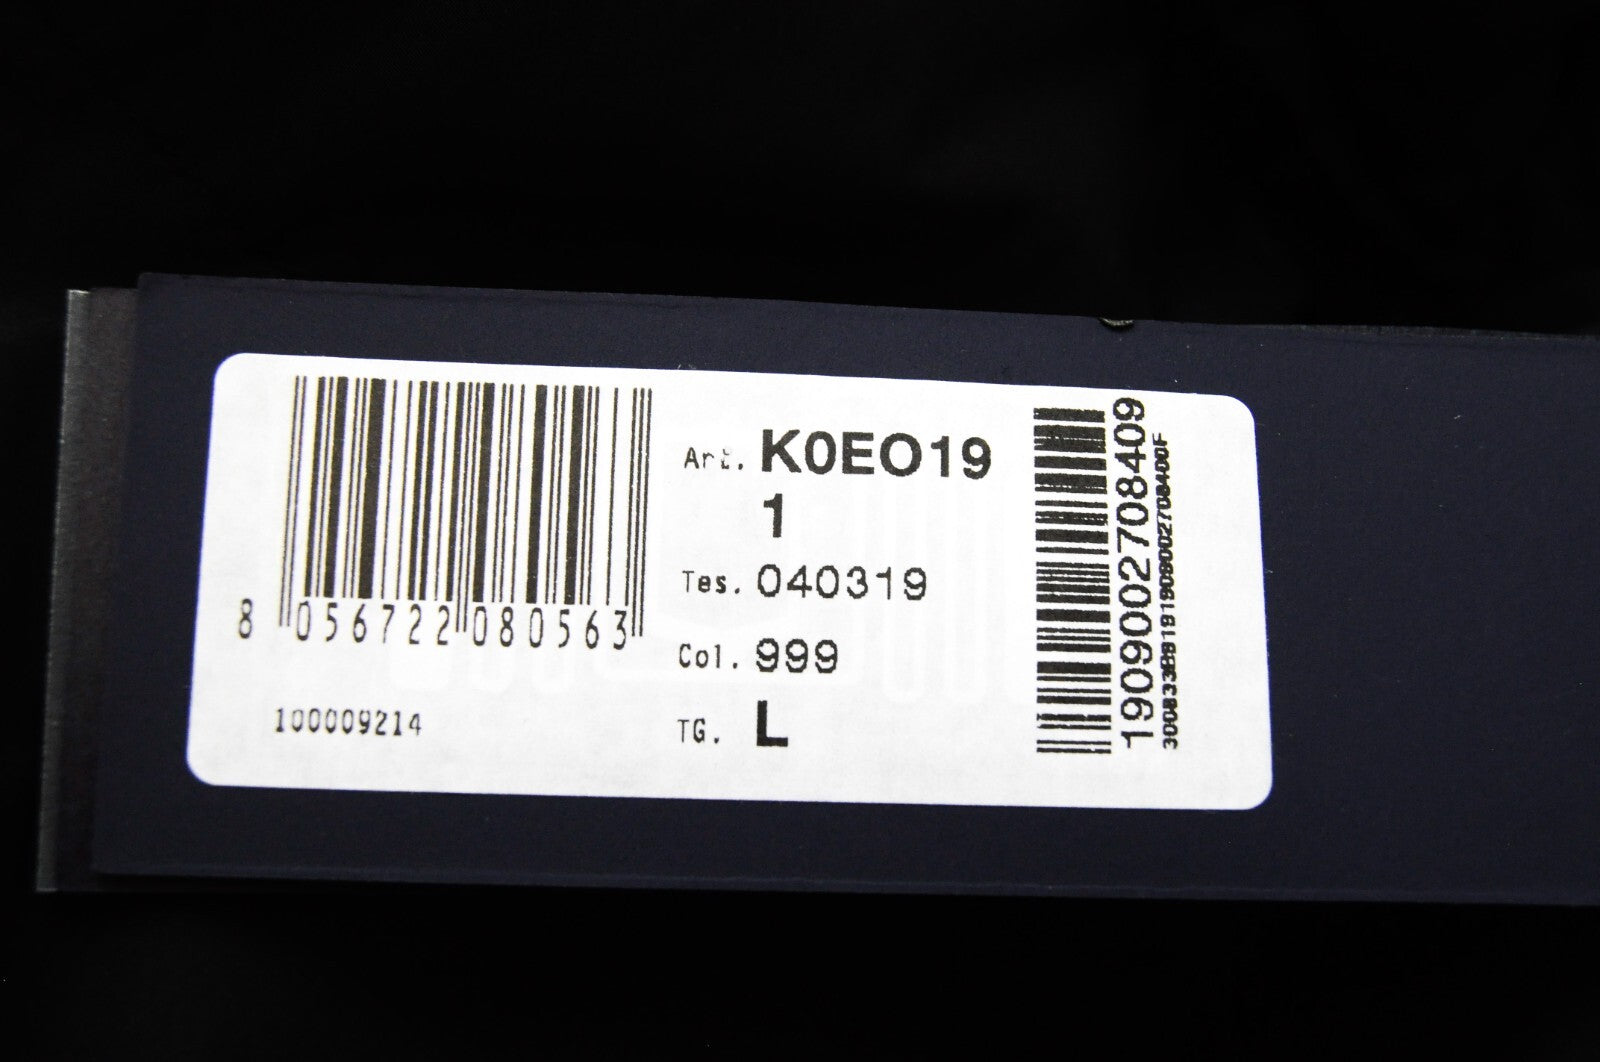 8 056722 080563
100009214
Art. K0EO19
1
Tes. 040319
Col. 999
TG. L
1909002708409